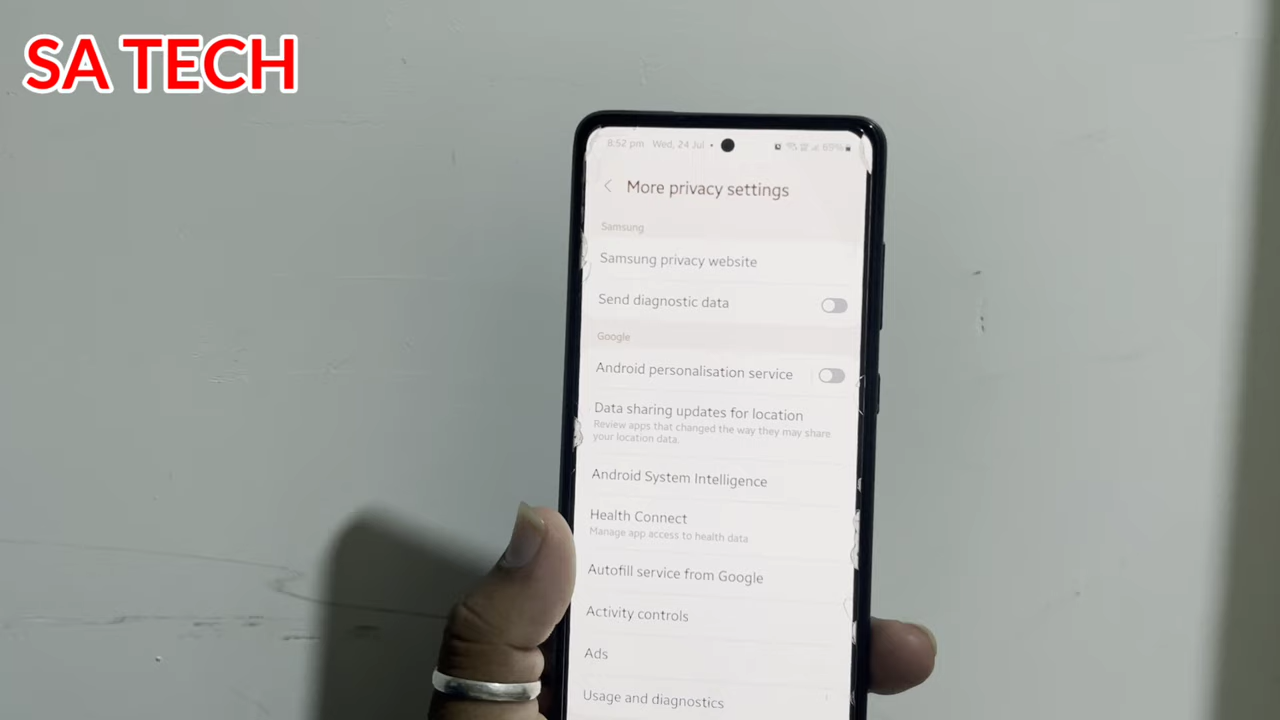 SA TECH
8:52 pm Wed, 24 Jul • 69%
More privacy settings
Samsung
Samsung privacy website
Send diagnostic data
Google
Android personalisation service
Data sharing updates for location
Review apps that changed the way they may share
your location data.
Android System Intelligence
Health Connect
Manage app access to health data
Autofill service from Google
Activity controls
Ads
Usage and diagnostics